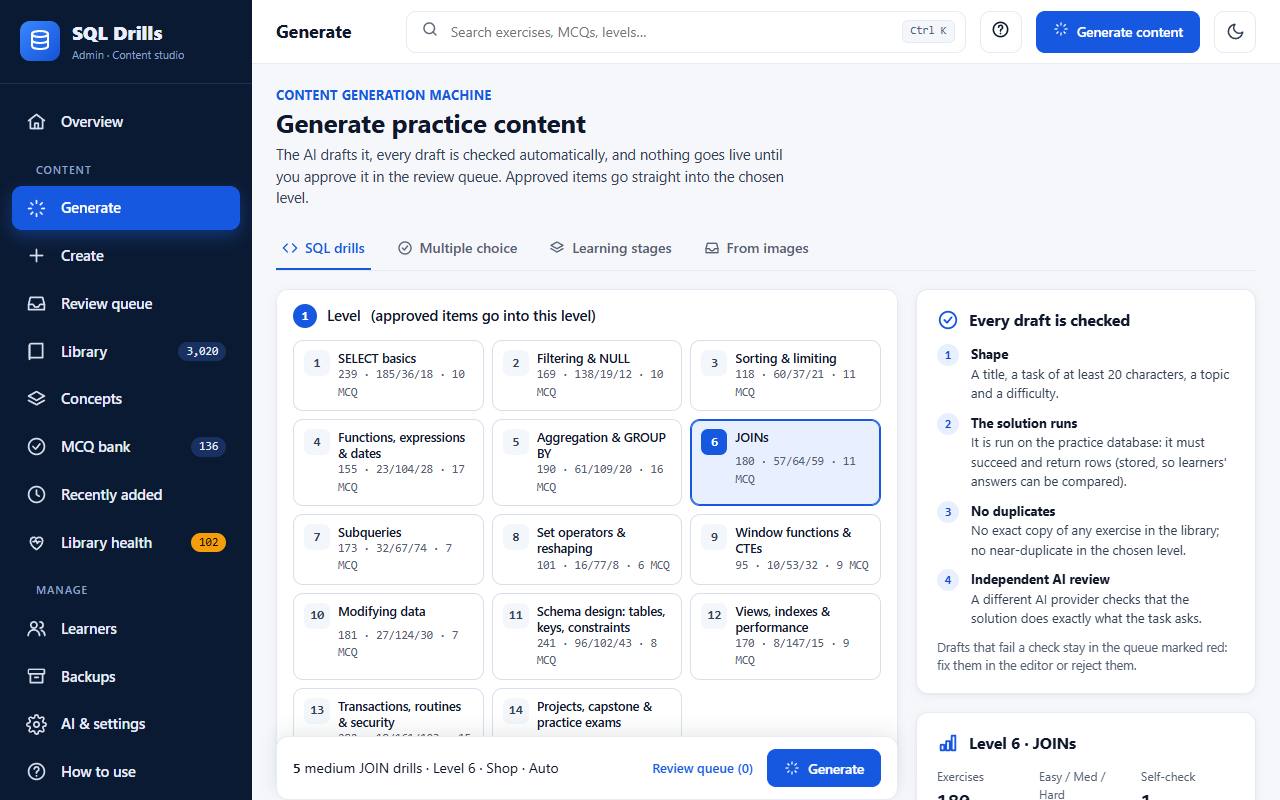 SQL Drills
Admin · Content studio
Overview
CONTENT
Generate
Create
Review queue
Library 3,020
Concepts
MCQ bank 136
Recently added
Library health 102
MANAGE
Learners
Backups
AI & settings
How to use
Generate
Search exercises, MCQs, levels...
Ctrl K
Generate content
CONTENT GENERATION MACHINE
Generate practice content
The AI drafts it, every draft is checked automatically, and nothing goes live until
you approve it in the review queue. Approved items go straight into the chosen
level.
SQL drills
Multiple choice
Learning stages
From images
1 Level (approved items go into this level)
1 SELECT basics
239 · 185/36/18 · 10
MCQ
2 Filtering & NULL
169 · 138/19/12 · 10
MCQ
3 Sorting & limiting
118 · 60/37/21 · 11
MCQ
4 Functions, expressions
& dates
155 · 23/104/28 · 17
MCQ
5 Aggregation & GROUP
BY
190 · 61/109/20 · 16
MCQ
6 JOINs
180 · 57/64/59 · 11
MCQ
7 Subqueries
173 · 32/67/74 · 7
MCQ
8 Set operators &
reshaping
101 · 16/77/8 · 6 MCQ
9 Window functions &
CTEs
95 · 10/53/32 · 9 MCQ
10 Modifying data
181 · 27/124/30 · 7
MCQ
11 Schema design: tables,
keys, constraints
241 · 96/102/43 · 8
MCQ
12 Views, indexes &
performance
170 · 8/147/15 · 9
MCQ
13 Transactions, routines
& security
14 Projects, capstone &
practice exams
5 medium JOIN drills · Level 6 · Shop · Auto
Review queue (0)
Generate
Every draft is checked
1 Shape
A title, a task of at least 20 characters, a topic
and a difficulty.
2 The solution runs
It is run on the practice database: it must
succeed and return rows (stored, so learners'
answers can be compared).
3 No duplicates
No exact copy of any exercise in the library;
no near-duplicate in the chosen level.
4 Independent AI review
A different AI provider checks that the
solution does exactly what the task asks.
Drafts that fail a check stay in the queue marked red:
fix them in the editor or reject them.
Level 6 · JOINs
Exercises
Easy / Med /
Hard
Self-check